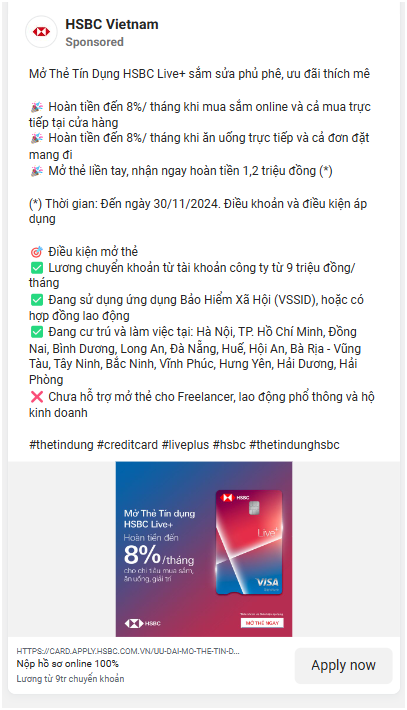 HSBC Vietnam
Sponsored
Mở Thẻ Tín Dụng HSBC Live+ sắm sửa phủ phê, ưu đãi thích mê
🎉 Hoàn tiền đến 8%/ tháng khi mua sắm online và cả mua trực
tiếp tại cửa hàng
🎉 Hoàn tiền đến 8%/ tháng khi ăn uống trực tiếp và cả đơn đặt
mang đi
🎉 Mở thẻ liền tay, nhận ngay hoàn tiền 1,2 triệu đồng (*)
(*) Thời gian: Đến ngày 30/11/2024. Điều khoản và điều kiện áp
dụng
🎯 Điều kiện mở thẻ
✅ Lương chuyển khoản từ tài khoản công ty từ 9 triệu đồng/
tháng
✅ Đang sử dụng ứng dụng Bảo Hiểm Xã Hội (VSSID), hoặc có
hợp đồng lao động
✅ Đang cư trú và làm việc tại: Hà Nội, TP. Hồ Chí Minh, Đồng
Nai, Bình Dương, Long An, Đà Nẵng, Huế, Hội An, Bà Rịa - Vũng
Tàu, Tây Ninh, Bắc Ninh, Vĩnh Phúc, Hưng Yên, Hải Dương, Hải
Phòng
❌ Chưa hỗ trợ mở thẻ cho Freelancer, lao động phổ thông và hộ
kinh doanh
#thetindung #creditcard #liveplus #hsbc #thetindunghsbc
Mở Thẻ Tín dụng
HSBC Live+
Hoàn tiền đến
8%/tháng
cho chi tiêu mua sắm,
ăn uống, giải trí
HSBC
Live+
VISA
HSBC
MỞ THẺ NGAY
HTTPS://CARD.APPLY.HSBC.COM.VN/UU-DAI-MO-THE-TIN-D...
Nộp hồ sơ online 100%
Lương từ 9tr chuyển khoản
Apply now